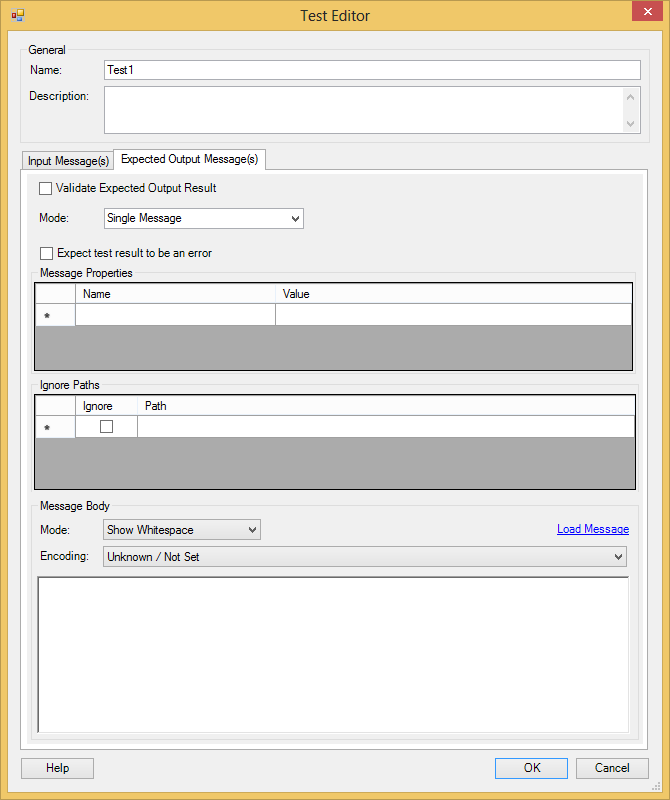 Test Editor
General
Name: Test1
Description:
Input Message(s) Expected Output Message(s)
Validate Expected Output Result
Mode: Single Message
Expect test result to be an error
Message Properties
Name Value
*
Ignore Paths
Ignore Path
*
Message Body
Mode: Show Whitespace Load Message
Encoding: Unknown / Not Set
Help OK Cancel